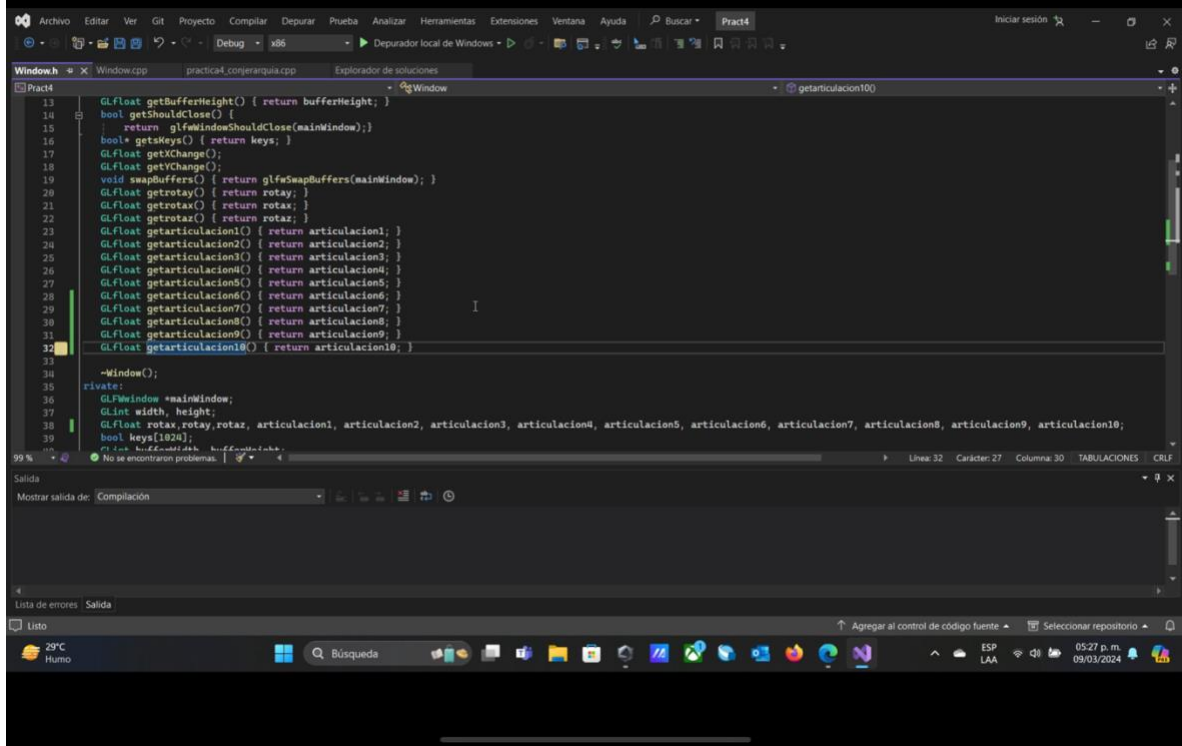 Archivo Editar Ver Git Proyecto Compilar Depurar Prueba Analizar Herramientas Extensiones Ventana Ayuda Buscar Pract4 Iniciar sesión
Debug x86 Depurador local de Windows
Window.h Window.cpp practica4_conjerarquia.cpp Explorador de soluciones
Pract4 Window getarticulacion10()
13 GLfloat getBufferHeight() { return bufferHeight; }
14 bool getShouldClose() {
15 return glfwWindowShouldClose(mainWindow);}
16 bool* getsKeys() { return keys; }
17 GLfloat getXChange();
18 GLfloat getYChange();
19 void swapBuffers() { return glfwSwapBuffers(mainWindow); }
20 GLfloat getrotay() { return rotay; }
21 GLfloat getrotax() { return rotax; }
22 GLfloat getrotaz() { return rotaz; }
23 GLfloat getarticulacion1() { return articulacion1; }
24 GLfloat getarticulacion2() { return articulacion2; }
25 GLfloat getarticulacion3() { return articulacion3; }
26 GLfloat getarticulacion4() { return articulacion4; }
27 GLfloat getarticulacion5() { return articulacion5; }
28 GLfloat getarticulacion6() { return articulacion6; }
29 GLfloat getarticulacion7() { return articulacion7; }
30 GLfloat getarticulacion8() { return articulacion8; }
31 GLfloat getarticulacion9() { return articulacion9; }
32 GLfloat getarticulacion10() { return articulacion10; }
33
34 ~Window();
35 rivate:
36 GLFWwindow *mainWindow;
37 GLint width, height;
38 GLfloat rotax,rotay,rotaz, articulacion1, articulacion2, articulacion3, articulacion4, articulacion5, articulacion6, articulacion7, articulacion8, articulacion9, articulacion10;
39 bool keys[1024];
99 % No se encontraron problemas. Línea: 32 Carácter: 27 Columna: 30 TABULACIONES CRLF
Salida
Mostrar salida de: Compilación
Lista de errores Salida
Listo Agregar al control de código fuente Seleccionar repositorio
29°C
Humo
Búsqueda
ESP
LAA
05:27 p. m.
09/03/2024